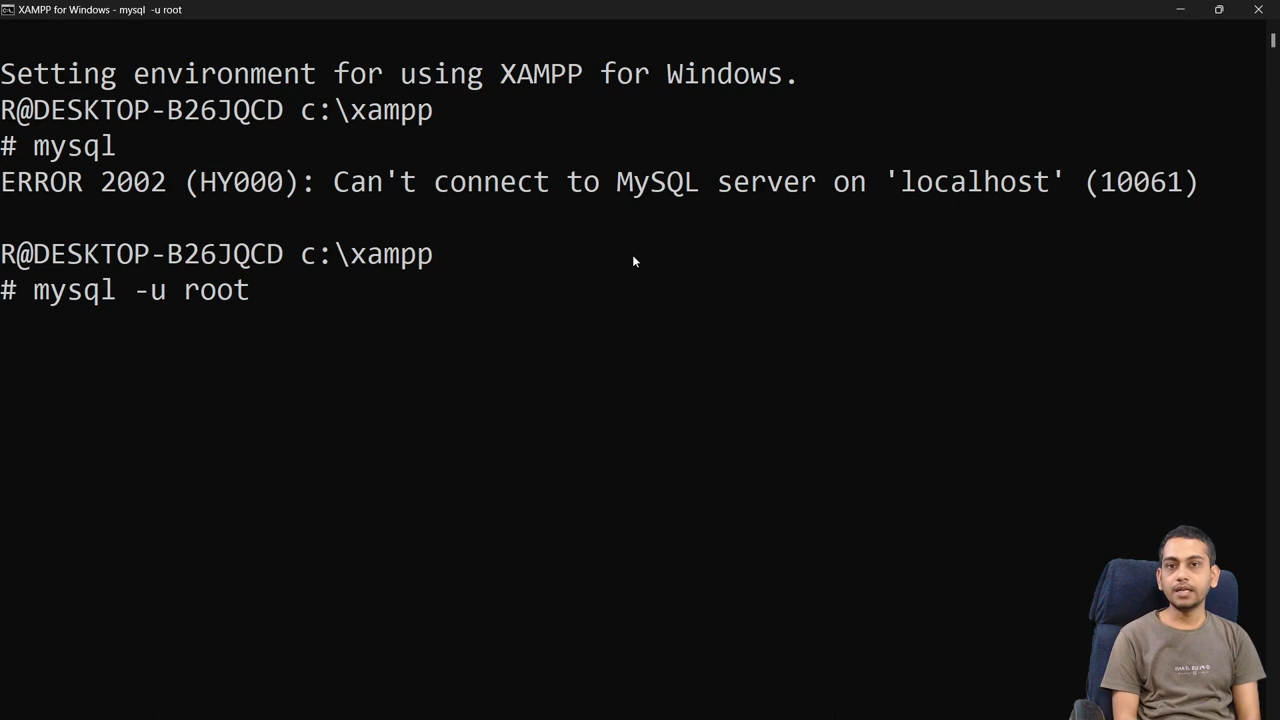 XAMPP for Windows - mysql -u root
Setting environment for using XAMPP for Windows.
R@DESKTOP-B26JQCD c:\xampp
# mysql
ERROR 2002 (HY000): Can't connect to MySQL server on 'localhost' (10061)
R@DESKTOP-B26JQCD c:\xampp
# mysql -u root